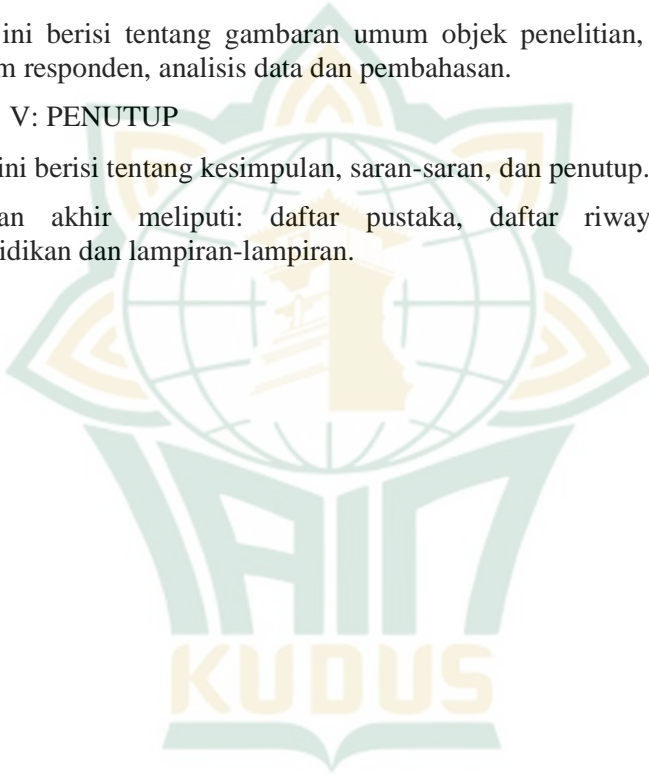 ini berisi tentang gambaran umum objek penelitian,
m responden, analisis data dan pembahasan.
V: PENUTUP
ini berisi tentang kesimpulan, saran-saran, dan penutup.
an akhir meliputi: daftar pustaka, daftar riway
idikan dan lampiran-lampiran.
IAIN
KUDUS